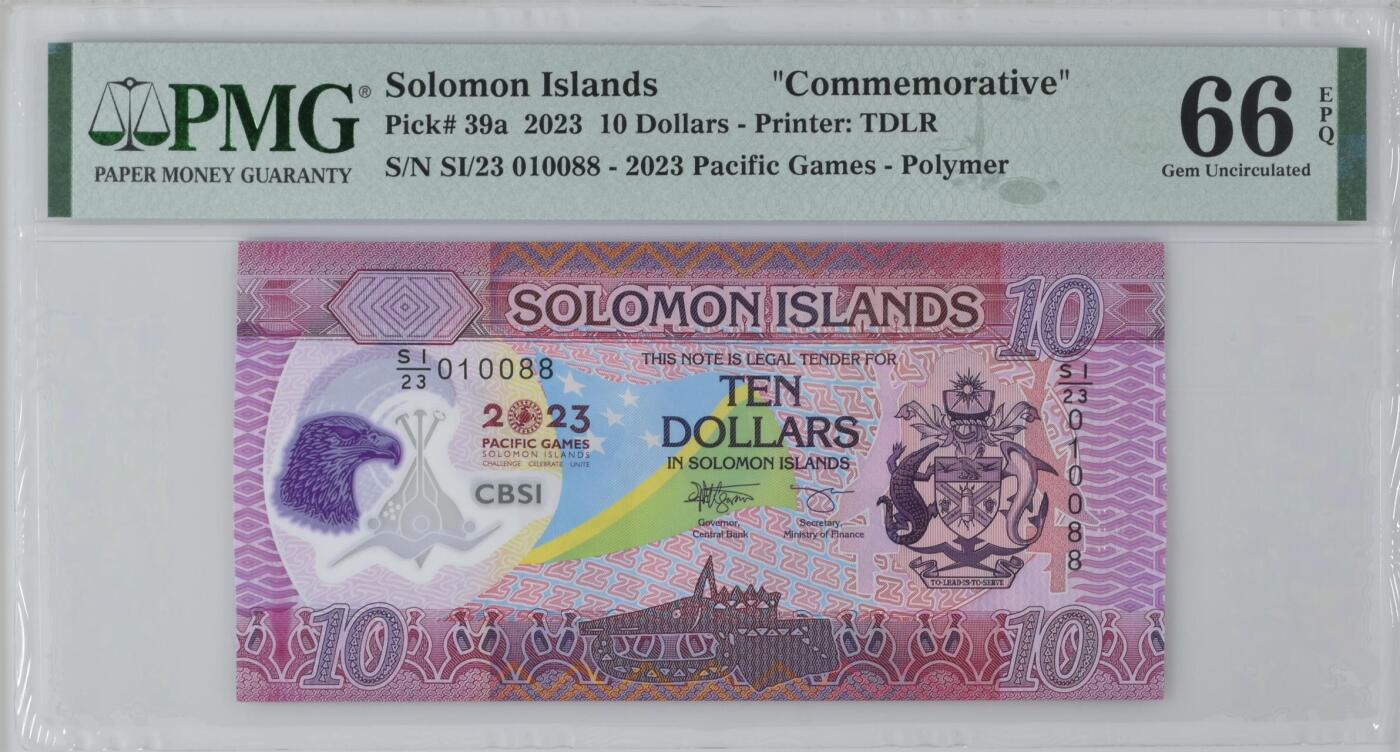 PMG®
PAPER MONEY GUARANTY
Solomon Islands "Commemorative"
Pick# 39a 2023 10 Dollars - Printer: TDLR
S/N SI/23 010088 - 2023 Pacific Games - Polymer
66
EPQ
Gem Uncirculated
SOLOMON ISLANDS
10
SI/23 010088
THIS NOTE IS LEGAL TENDER FOR
TEN
DOLLARS
IN SOLOMON ISLANDS
2023
PACIFIC GAMES
SOLOMON ISLANDS
CHALLENGE CELEBRATE UNITE
CBSI
Governor,
Central Bank
Secretary,
Ministry of Finance
SI/23 010088
TO·LEAD·IS·TO·SERVE
10
10